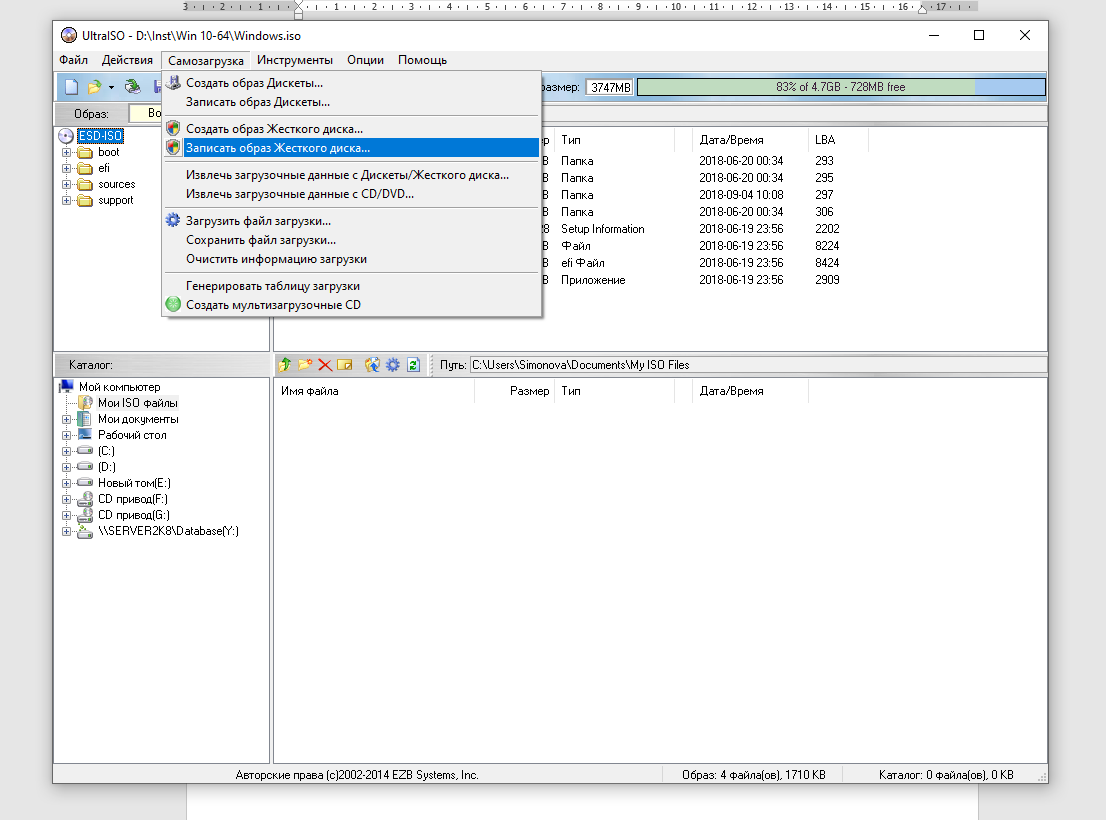 3 2 1 1 2 3 4 5 6 7 8 9 10 11 12 13 14 15 16 17
UltraISO - D:\Inst\Win 10-64\Windows.iso
Файл Действия Самозагрузка Инструменты Опции Помощь
размер: 3747MB 83% of 4.7GB - 728MB free
Образ: Во
ESD-ISO
boot
efi
sources
support
Создать образ Дискеты...
Записать образ Дискеты...
Создать образ Жесткого диска...
Записать образ Жесткого диска...
Извлечь загрузочные данные с Дискеты/Жесткого диска...
Извлечь загрузочные данные с CD/DVD...
Загрузить файл загрузки...
Сохранить файл загрузки...
Очистить информацию загрузки
Генерировать таблицу загрузки
Создать мультизагрузочные CD
р Тип Дата/Время LBA
B Папка 2018-06-20 00:34 293
B Папка 2018-06-20 00:34 295
B Папка 2018-09-04 10:08 297
B Папка 2018-06-20 00:34 306
28 Setup Information 2018-06-19 23:56 2202
B Файл 2018-06-19 23:56 8224
B efi Файл 2018-06-19 23:56 8424
B Приложение 2018-06-19 23:56 2909
Каталог: Путь: C:\Users\Simonova\Documents\My ISO Files
Мой компьютер
Мои ISO файлы
Мои документы
Рабочий стол
(C:)
(D:)
Новый том(E:)
CD привод(F:)
CD привод(G:)
\\SERVER2K8\Database(Y:)
Имя файла Размер Тип Дата/Время
Авторские права (c)2002-2014 EZB Systems, Inc. Образ: 4 файла(ов), 1710 KB Каталог: 0 файла(ов), 0 KB